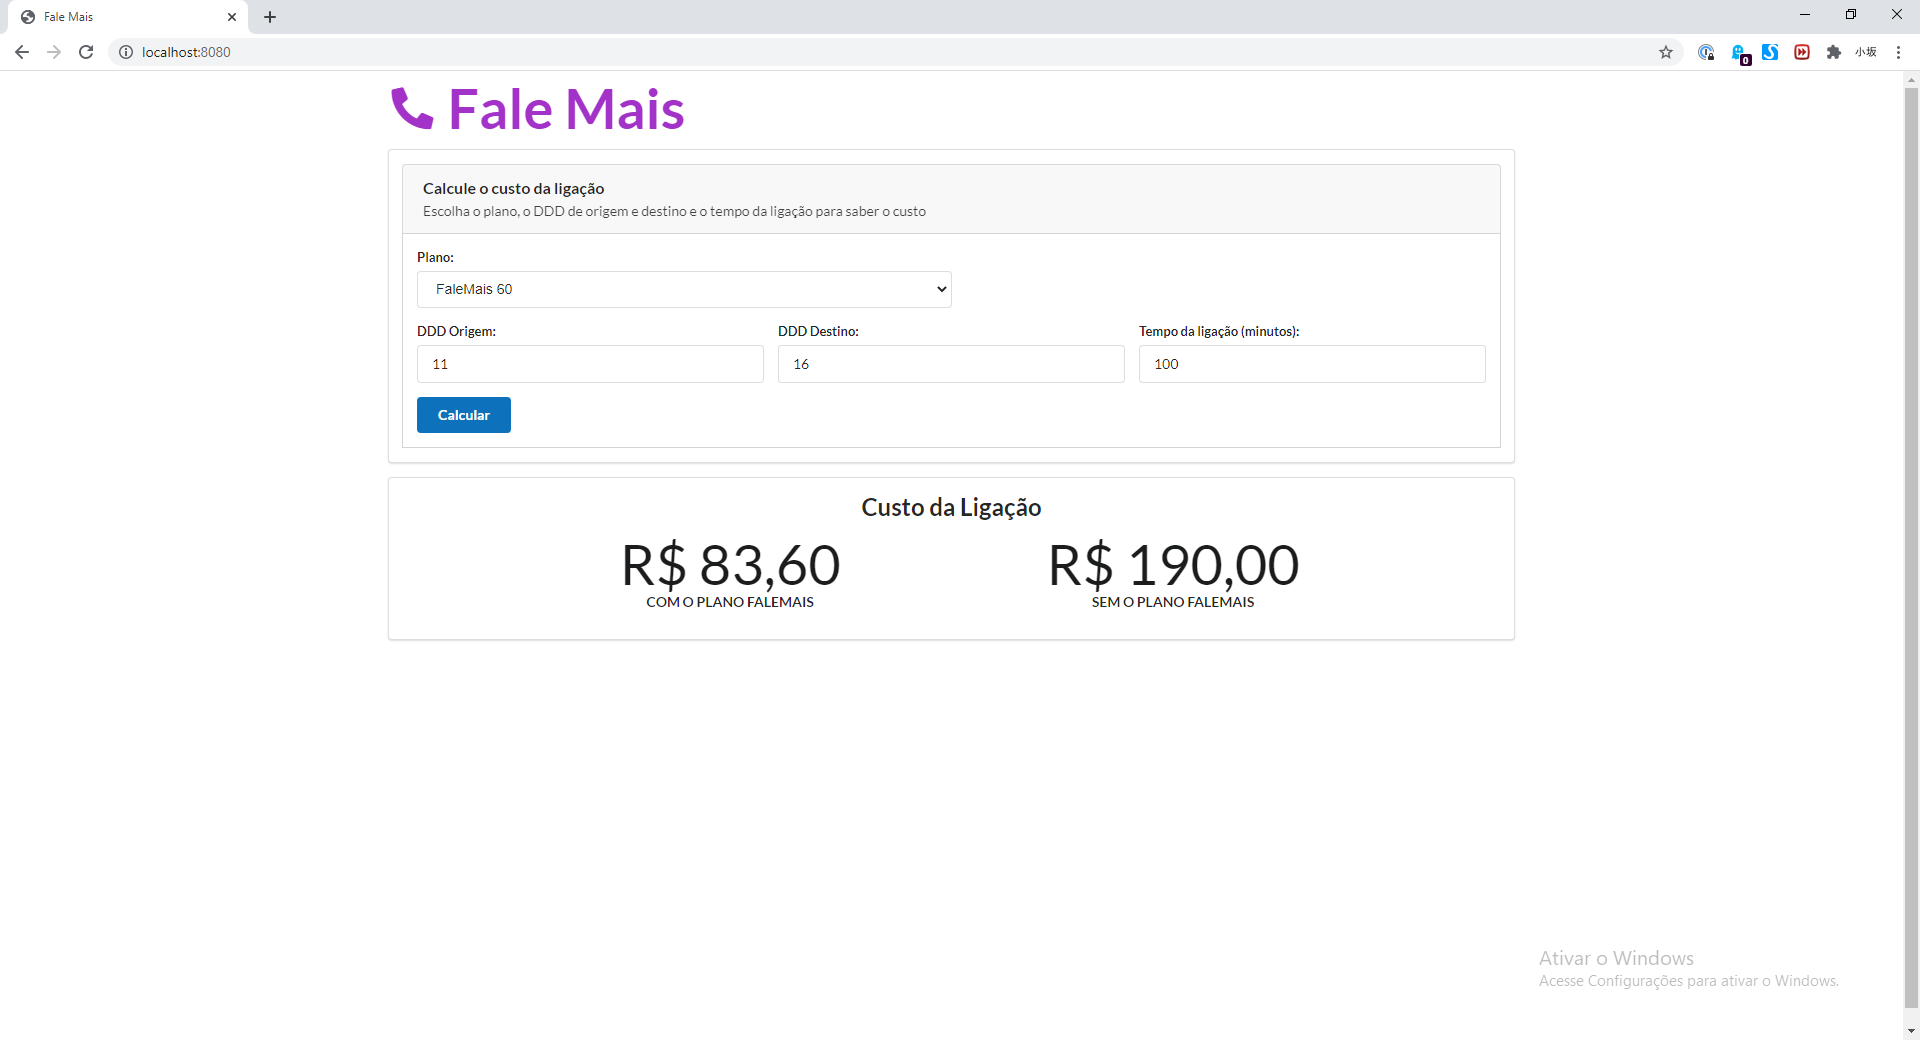 Fale Mais
localhost:8080
0
小坂
Fale Mais
Calcule o custo da ligação
Escolha o plano, o DDD de origem e destino e o tempo da ligação para saber o custo
Plano:
FaleMais 60
DDD Origem: DDD Destino: Tempo da ligação (minutos):
11 16 100
Calcular
Custo da Ligação
R$ 83,60 R$ 190,00
COM O PLANO FALEMAIS SEM O PLANO FALEMAIS
Ativar o Windows
Acesse Configurações para ativar o Windows.